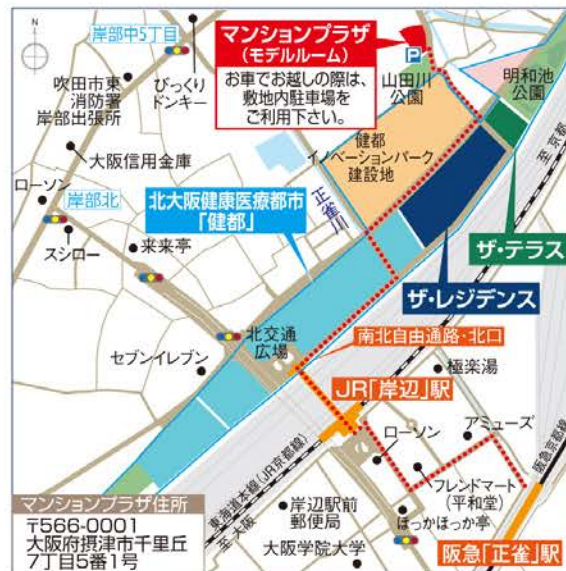 N
岸部中5丁目
マンションプラザ
(モデルルーム)
P
お車でお越しの際は、
敷地内駐車場を
ご利用下さい。
吹田市東
消防署
岸部出張所
びっくり
ドンキー
山田川
公園
明和池
公園
至京都
大阪信用金庫
健都
イノベーションパーク
建設地
ローソン
岸部北
北大阪健康医療都市
「健都」
正雀川
スシロー
来来亭
ザ・テラス
ザ・レジデンス
北交通
広場
南北自由通路・北口
セブンイレブン
極楽湯
JR「岸辺」駅
アミューズ
ローソン
阪急京都線
東海道本線(JR京都線)
至大阪
フレンドマート
(平和堂)
マンションプラザ住所
〒566-0001
大阪府摂津市千里丘
7丁目5番1号
岸辺駅前
郵便局
ほっかほっか亭
大阪学院大学
阪急「正雀」駅